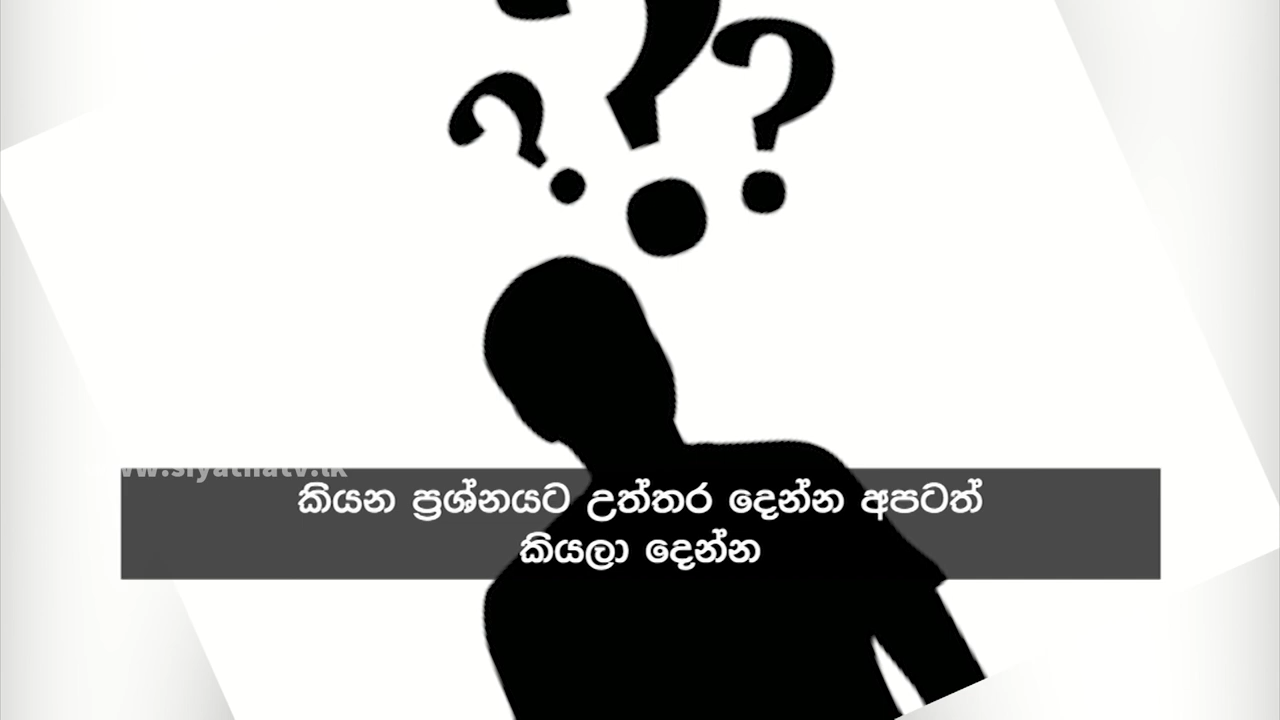 කියන ප්‍රශ්නයට උත්තර දෙන්න අපටත්
කියලා දෙන්න